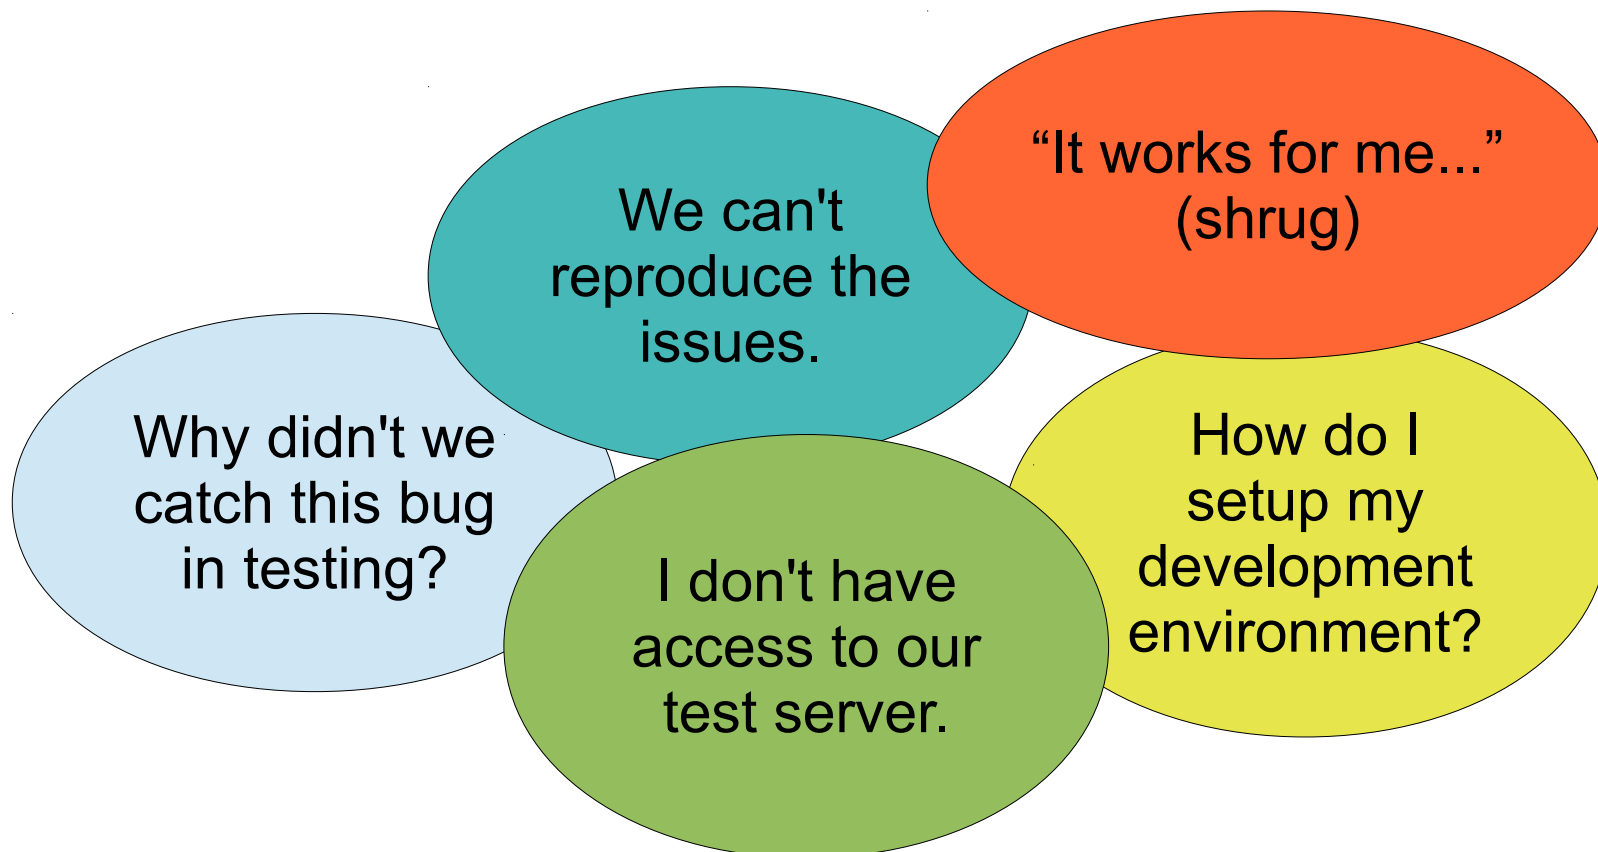 “It works for me...”
(shrug)
We can't
reproduce the
issues.
Why didn't we
catch this bug
in testing?
How do I
setup my
development
environment?
I don't have
access to our
test server.